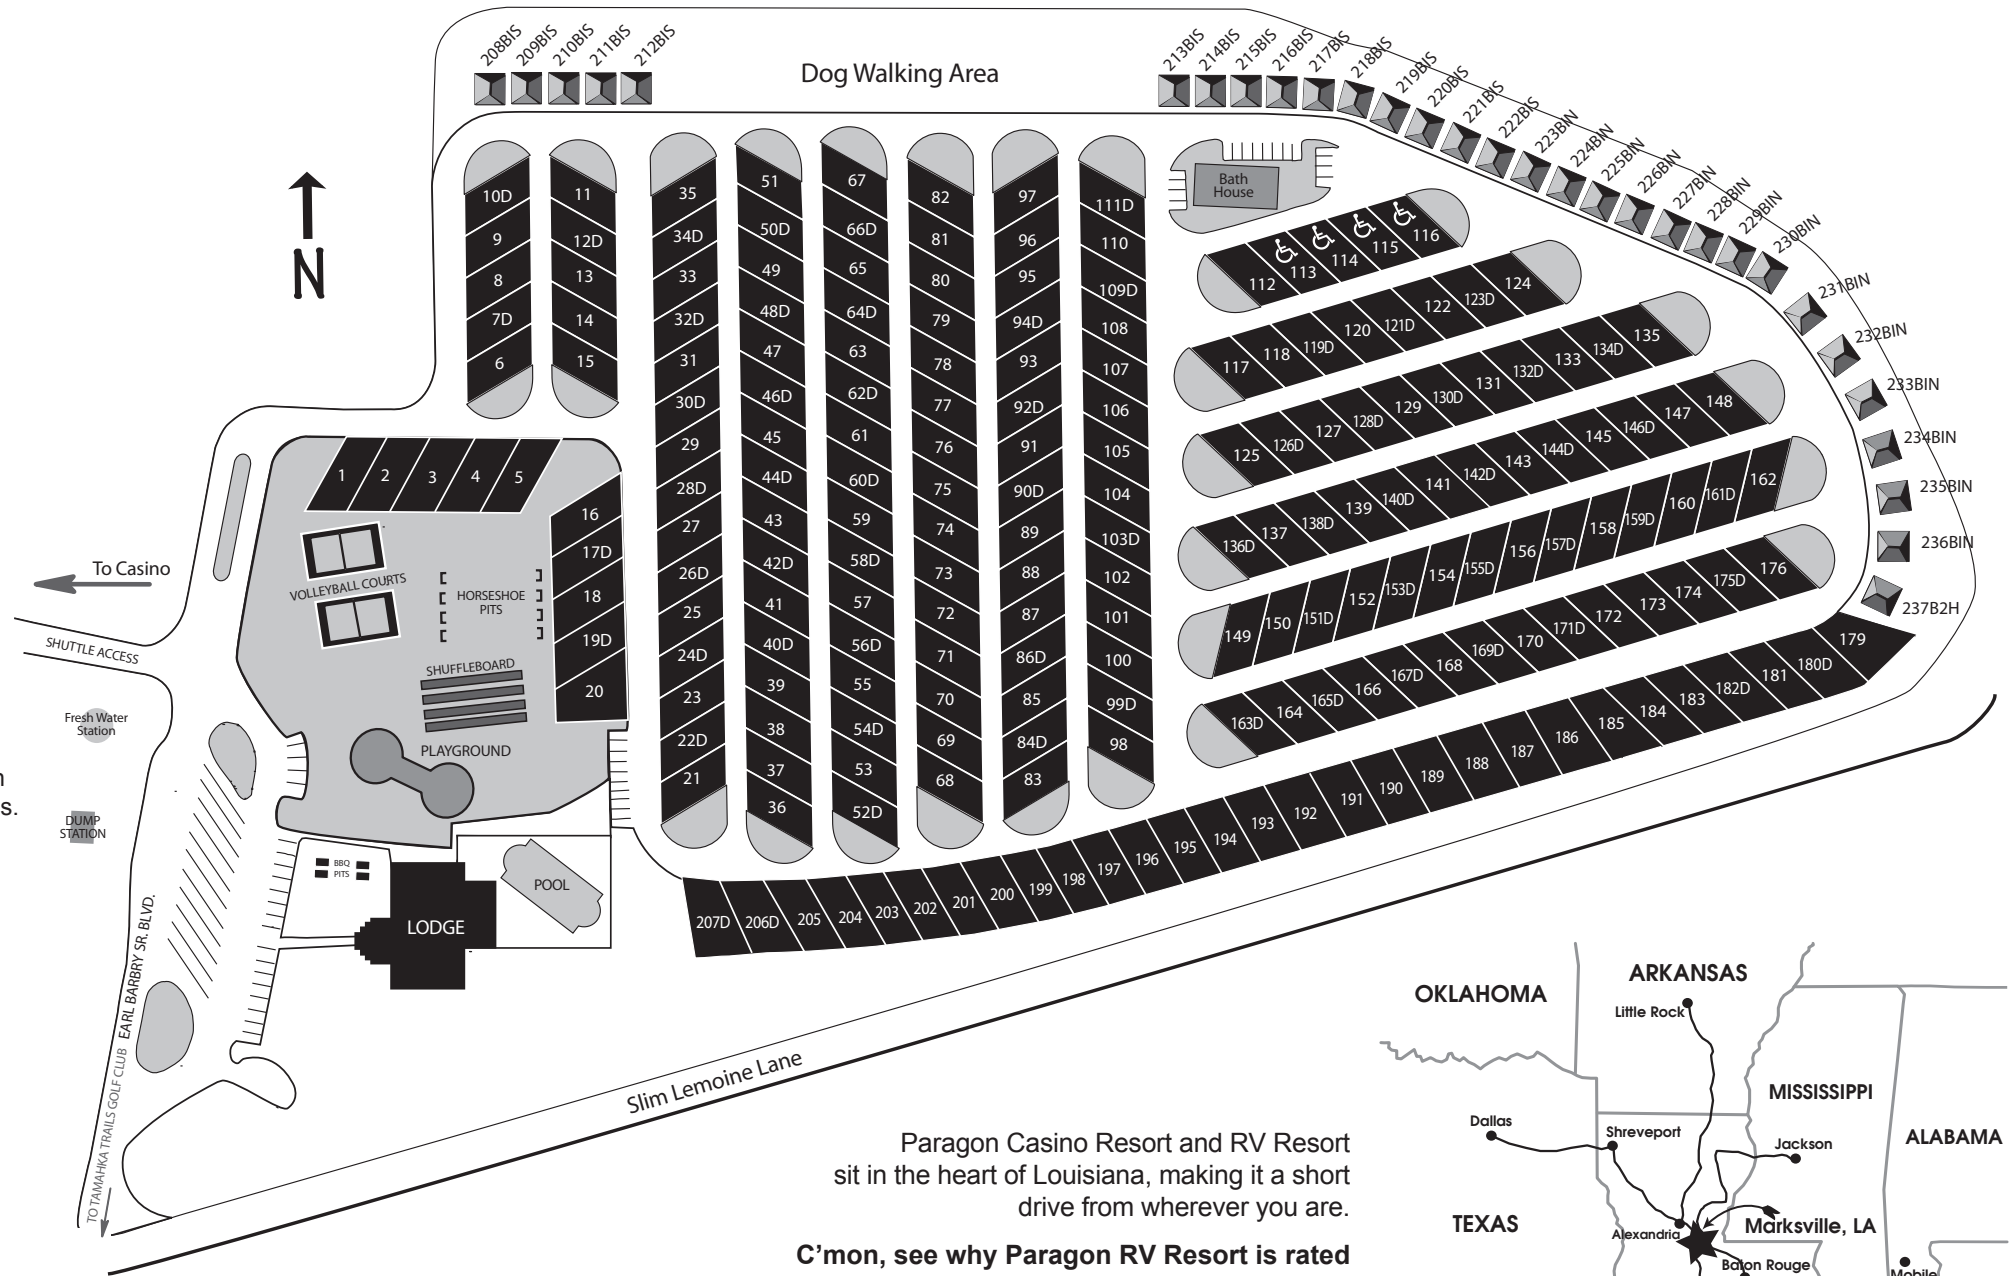 208BIS
209BIS
210BIS
211BIS
212BIS
Dog Walking Area
213BIS
214BIS
215BIS
216BIS
217BIS
218BIS
219BIS
220BIS
221BIS
222BIS
223BIN
224BIN
225BIN
226BIN
227BIN
228BIN
229BIN
230BIN
231BIN
232BIN
233BIN
234BIN
235BIN
236BIN
237B2H
N
10D
9
8
7D
6
11
12D
13
14
15
35
34D
33
32D
31
30D
29
28D
27
26D
25
24D
23
22D
21
51
50D
49
48D
47
46D
45
44D
43
42D
41
40D
39
38
37
36
67
66D
65
64D
63
62D
61
60D
59
58D
57
56D
55
54D
53
52D
82
81
80
79
78
77
76
75
74
73
72
71
70
69
68
97
96
95
94D
93
92D
91
90D
89
88
87
86D
85
84D
83
111D
110
109D
108
107
106
105
104
103D
102
101
100
99D
98
Bath
House
112 113 114 115 116
117 118 119D 120 121D 122 123D 124
125 126D 127 128D 129 130D 131 132D 133 134D 135
136D 137 138D 139 140D 141 142D 143 144D 145 146D 147 148
149 150 151D 152 153D 154 155D 156 157D 158 159D 160 161D 162
163D 164 165D 166 167D 168 169D 170 171D 172 173 174 175D 176
207D 206D 205 204 203 202 201 200 199 198 197 196 195 194 193 192 191 190 189 188 187 186 185 184 183 182D 181 180D 179
1 2 3 4 5
16
17D
18
19D
20
To Casino
VOLLEYBALL COURTS
HORSESHOE
PITS
SHUFFLEBOARD
PLAYGROUND
SHUTTLE ACCESS
Fresh Water
Station
s.
DUMP
STATION
BBQ
PITS
LODGE
POOL
EARL BARBRY SR. BLVD.
TO TAMAHKA TRAILS GOLF CLUB
Slim Lemoine Lane
Paragon Casino Resort and RV Resort
sit in the heart of Louisiana, making it a short
drive from wherever you are.
C’mon, see why Paragon RV Resort is rated
OKLAHOMA
ARKANSAS
Little Rock
MISSISSIPPI
Dallas
Shreveport
Jackson
ALABAMA
TEXAS
Alexandria
Marksville, LA
Baton Rouge
Mobile